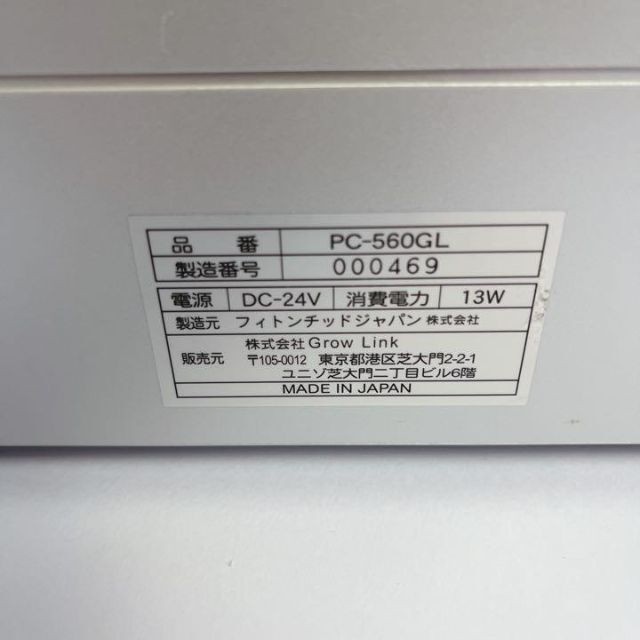 品番 PC-560GL
製造番号 000469
電源 DC-24V 消費電力 13W
製造元 フィトンチッドジャパン 株式会社
株式会社 Grow Link
販売元 〒105-0012 東京都港区芝大門2-2-1
ユニゾ芝大門二丁目ビル6階
MADE IN JAPAN